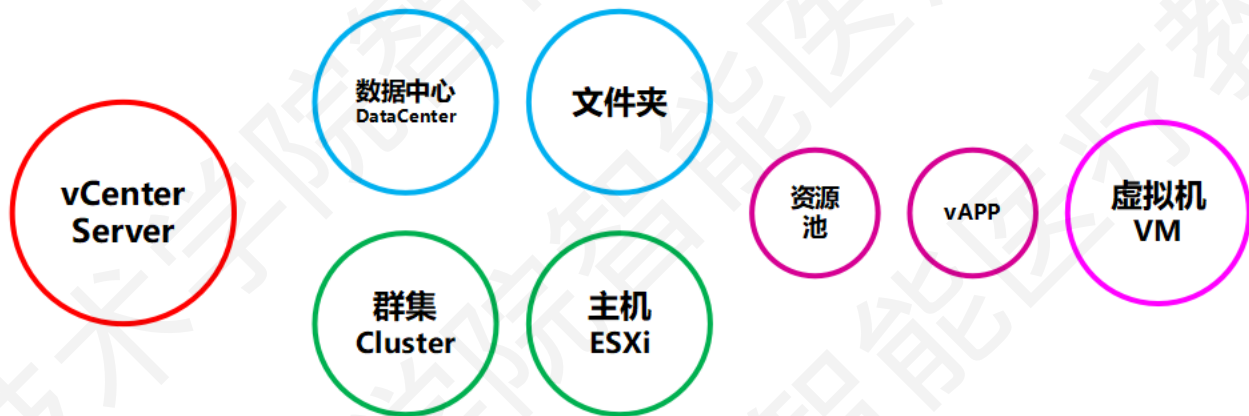 vCenter
Server
数据中心
DataCenter
文件夹
群集
Cluster
主机
ESXi
资源
池
vAPP
虚拟机
VM